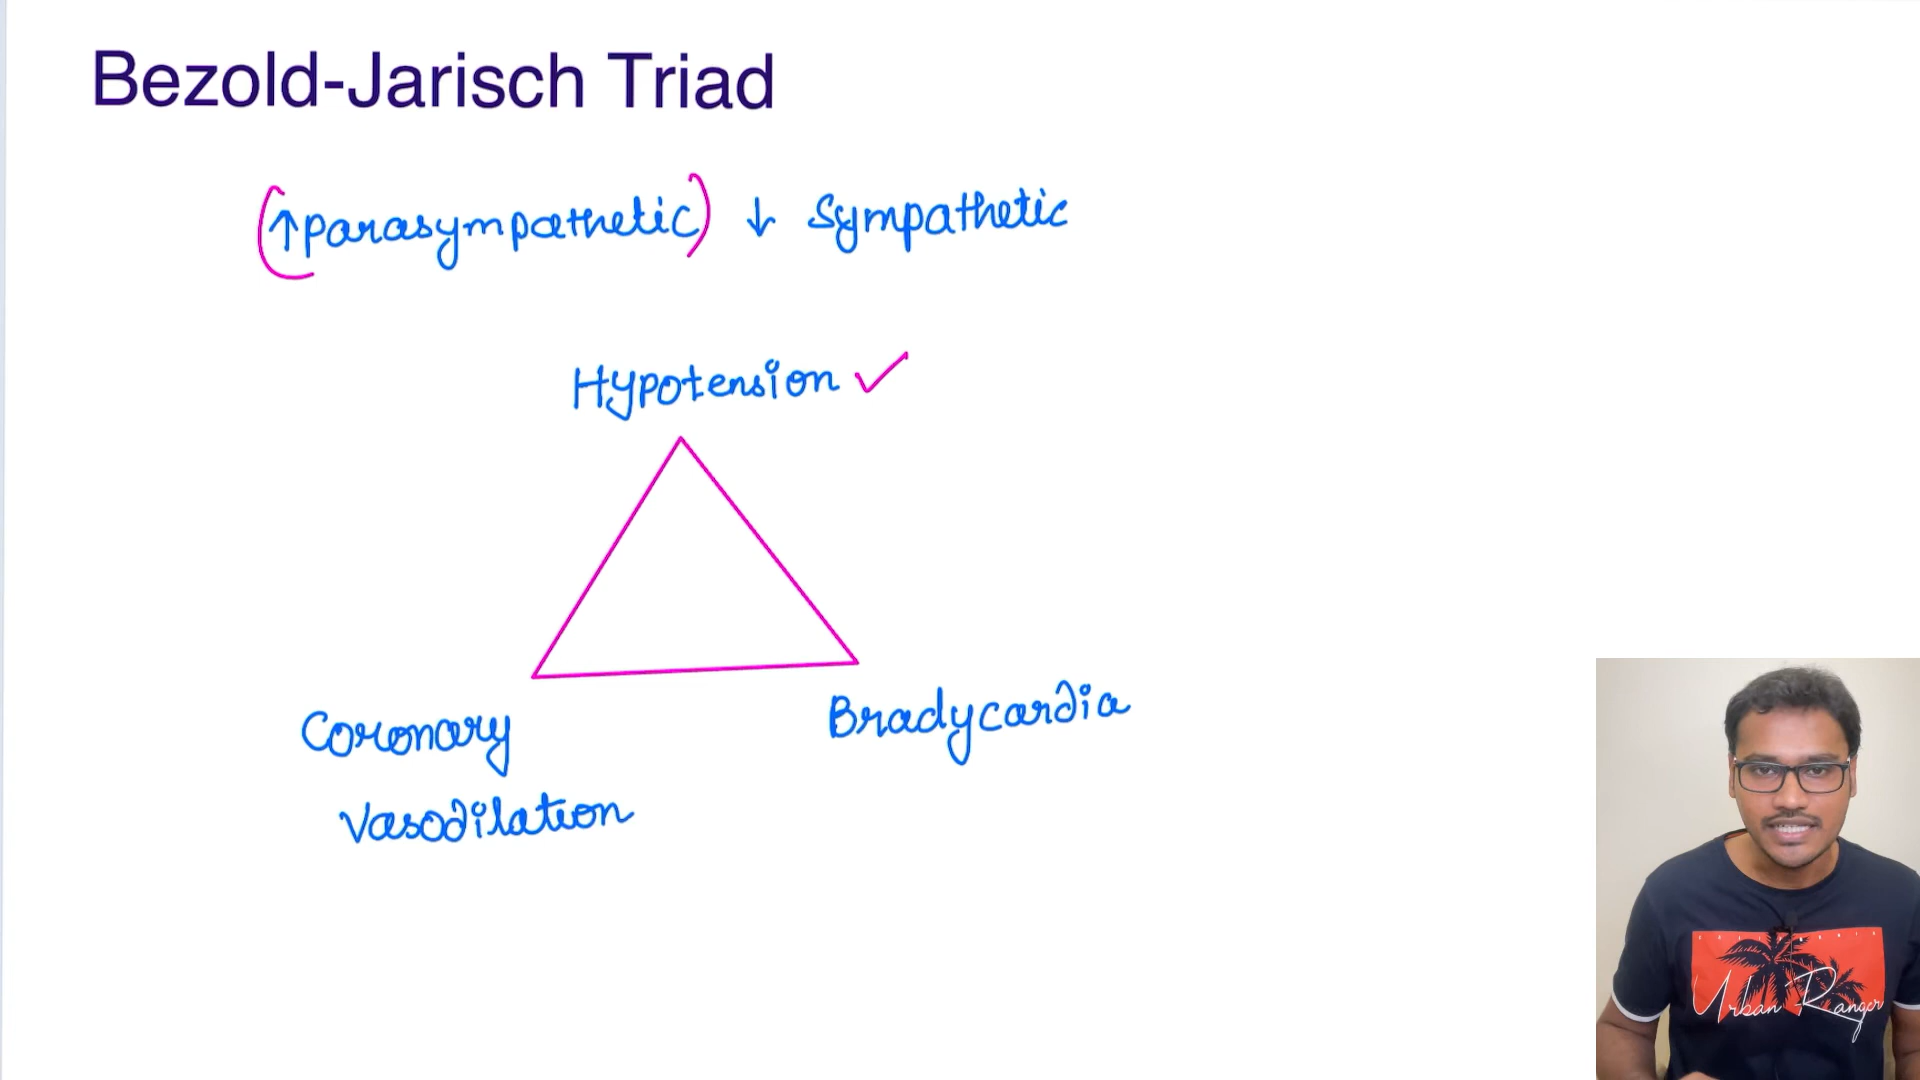 Bezold-Jarisch Triad
(↑parasympathetic) ↓ Sympathetic
Hypotension ✓
Coronary
Vasodilation
Bradycardia
Urban Ranger